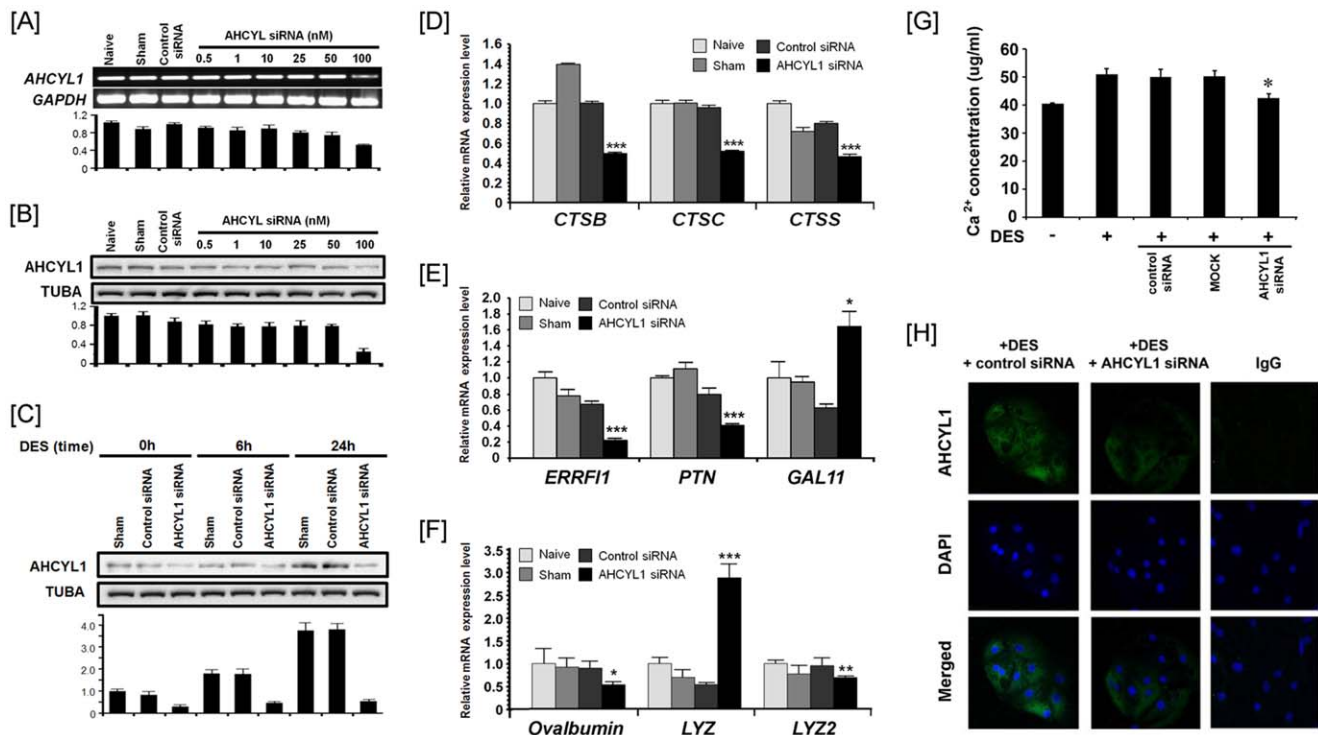 [A]
Naive
Sham
Control siRNA
AHCYL siRNA (nM)
0.5 1 10 25 50 100
AHCYL1
GAPDH
1.2
0.8
0.4
0
[B]
Naive
Sham
Control siRNA
AHCYL siRNA (nM)
0.5 1 10 25 50 100
AHCYL1
TUBA
1.2
0.8
0.4
0
[C]
DES (time) 0h 6h 24h
Sham
Control siRNA
AHCYL1 siRNA
Sham
Control siRNA
AHCYL1 siRNA
Sham
Control siRNA
AHCYL1 siRNA
AHCYL1
TUBA
4.0
3.0
2.0
1.0
0
[D]
Relative mRNA expression level
1.6
1.4
1.2
1.0
0.8
0.6
0.4
0.2
0
Naive Control siRNA
Sham AHCYL1 siRNA
*** *** ***
CTSB CTSC CTSS
[E]
Relative mRNA expression level
2.0
1.8
1.6
1.4
1.2
1.0
0.8
0.6
0.4
0.2
0
Naive Control siRNA
Sham AHCYL1 siRNA
*** *** *
ERRFI1 PTN GAL11
[F]
Relative mRNA expression level
3.5
3.0
2.5
2.0
1.5
1.0
0.5
0
Naive Control siRNA
Sham AHCYL1 siRNA
* *** **
Ovalbumin LYZ LYZ2
[G]
Ca 2+ concentration (ug/ml)
60
50
40
30
20
10
0
*
DES - + + + +
control siRNA
MOCK
AHCYL1 siRNA
[H]
+DES + control siRNA
+DES + AHCYL1 siRNA
IgG
AHCYL1
DAPI
Merged